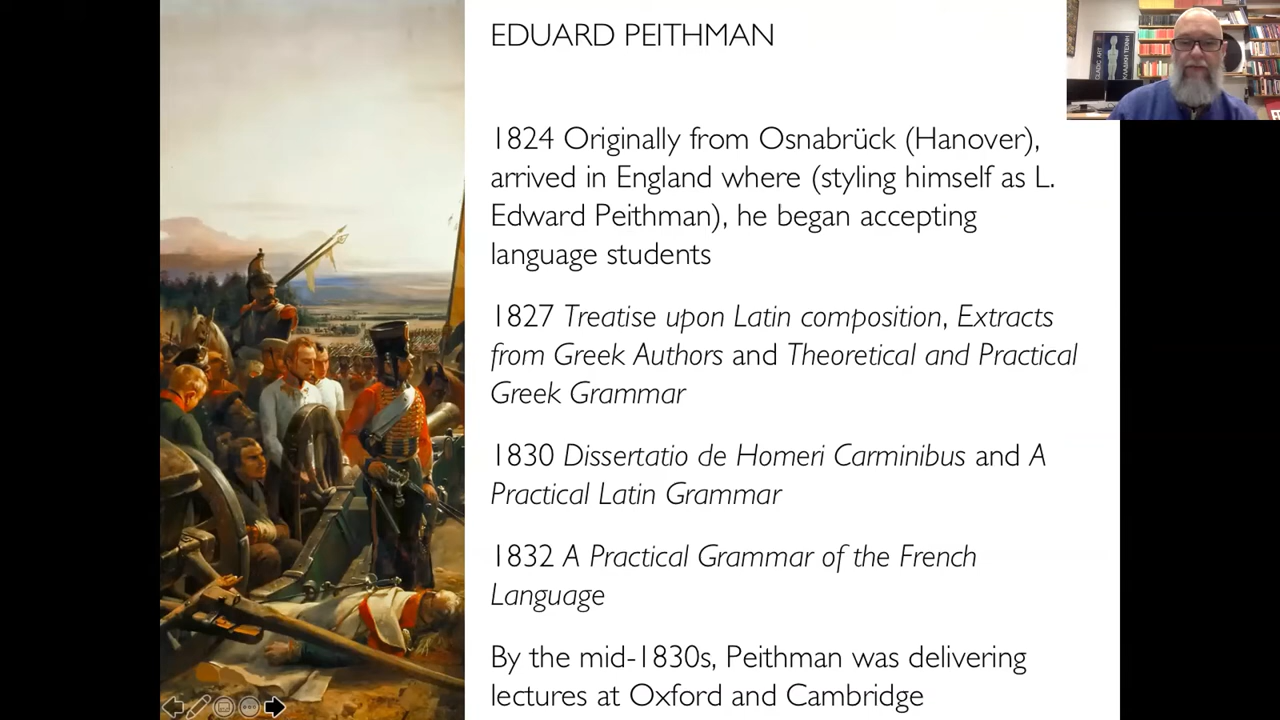 EDUARD PEITHMAN
1824 Originally from Osnabrück (Hanover),
arrived in England where (styling himself as L.
Edward Peithman), he began accepting
language students
1827 Treatise upon Latin composition, Extracts
from Greek Authors and Theoretical and Practical
Greek Grammar
1830 Dissertatio de Homeri Carminibus and A
Practical Latin Grammar
1832 A Practical Grammar of the French
Language
By the mid-1830s, Peithman was delivering
lectures at Oxford and Cambridge